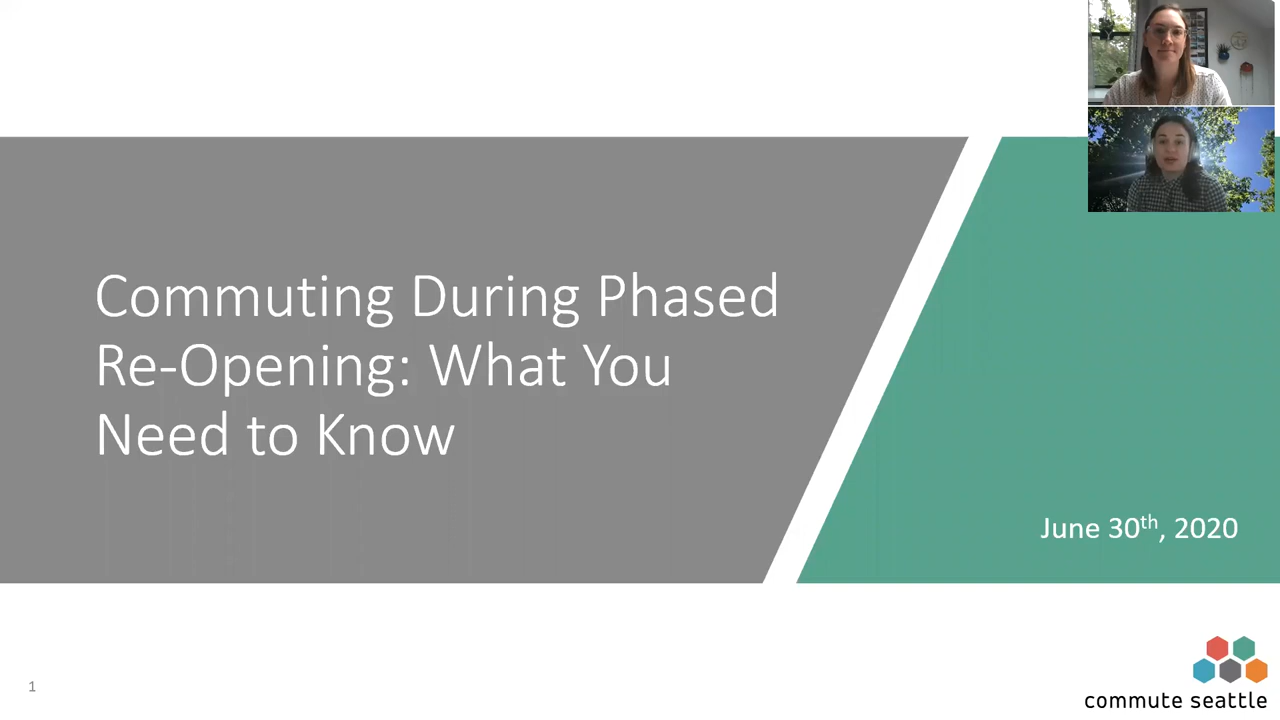 Commuting During Phased
Re-Opening: What You
Need to Know
June 30th, 2020
1
commute seattle